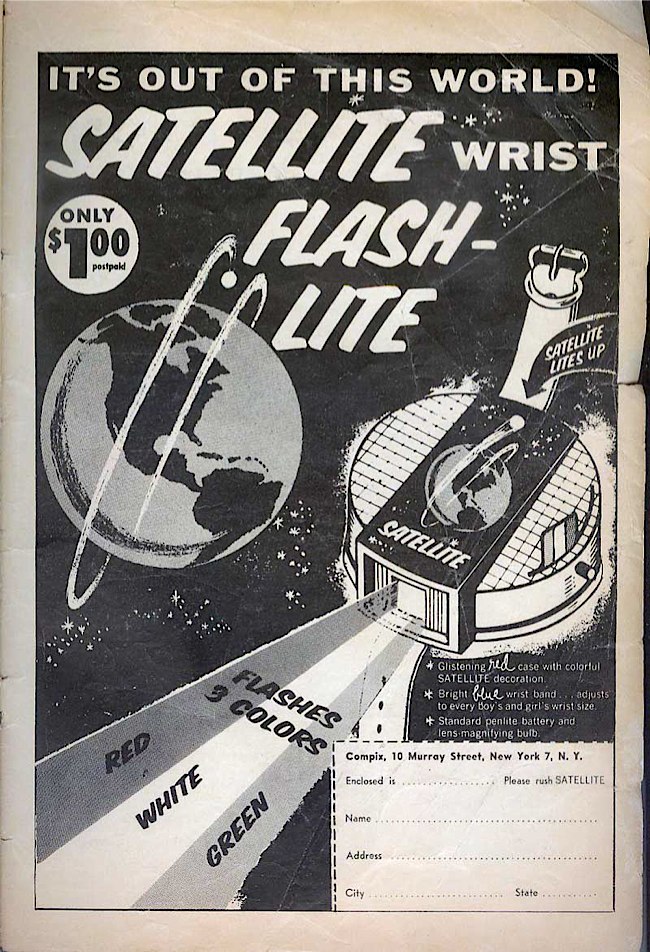 IT'S OUT OF THIS WORLD!
SATELLITE WRIST
FLASH-
LITE
ONLY
$1.00
postpaid
SATELLITE
LITES UP
SATELLITE
FLASHES
3 COLORS
RED
WHITE
GREEN
* Glistening red case with colorful
SATELLITE decoration.
* Bright blue wrist band . . . adjusts
to every boy's and girl's wrist size.
* Standard penlite battery and
lens-magnifying bulb.
Compix, 10 Murray Street, New York 7, N. Y.
Enclosed is .................... Please rush SATELLITE
Name
Address
City State